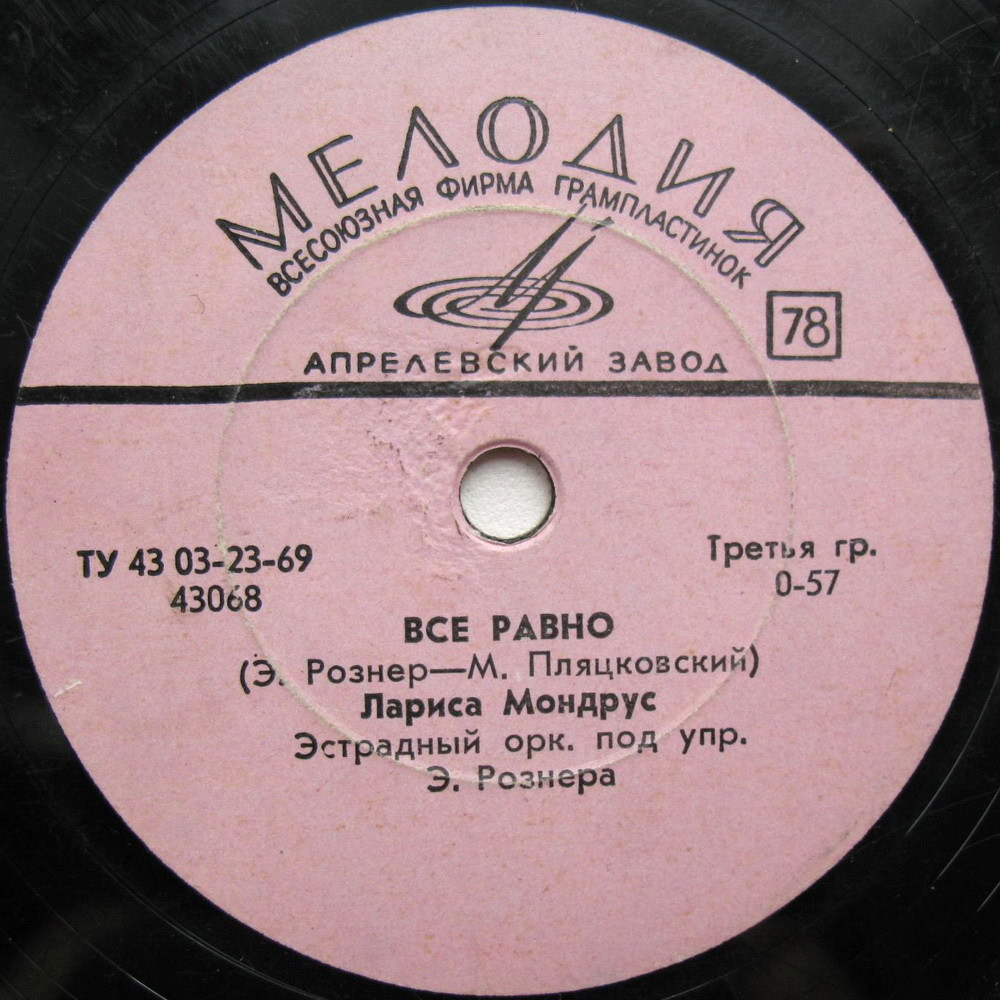 МЕЛОДИЯ
ВСЕСОЮЗНАЯ ФИРМА ГРАМПЛАСТИНОК
78
АПРЕЛЕВСКИЙ ЗАВОД
ТУ 43 03-23-69
43068
Третья гр.
0-57
ВСЕ РАВНО
(Э. Рознер—М. Пляцковский)
Лариса Мондрус
Эстрадный орк. под упр.
Э. Рознера